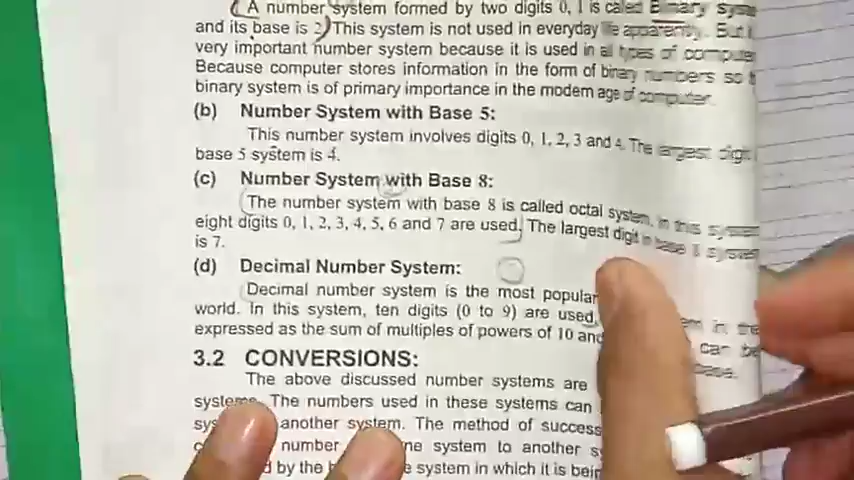 A number system formed by two digits 0, 1 is called Binary
and its base is 2. This system is not used in everyday life apparently. But
very important number system because it is used in all types of computer
Because computer stores information in the form of binary numbers so
binary system is of primary importance in the modern age of computer.
(b) Number System with Base 5:
This number system involves digits 0, 1, 2, 3 and 4. The largest digit
base 5 system is 4.
(c) Number System with Base 8:
The number system with base 8 is called octal system. In this system
eight digits 0, 1, 2, 3, 4, 5, 6 and 7 are used. The largest digit in base 8 system
is 7.
(d) Decimal Number System:
Decimal number system is the most popular
world. In this system, ten digits (0 to 9) are used. in the
expressed as the sum of multiples of powers of 10 and can be
base.
3.2 CONVERSIONS:
The above discussed number systems are
systems. The numbers used in these systems can
another system. The method of success
number system to another
by the system in which it is